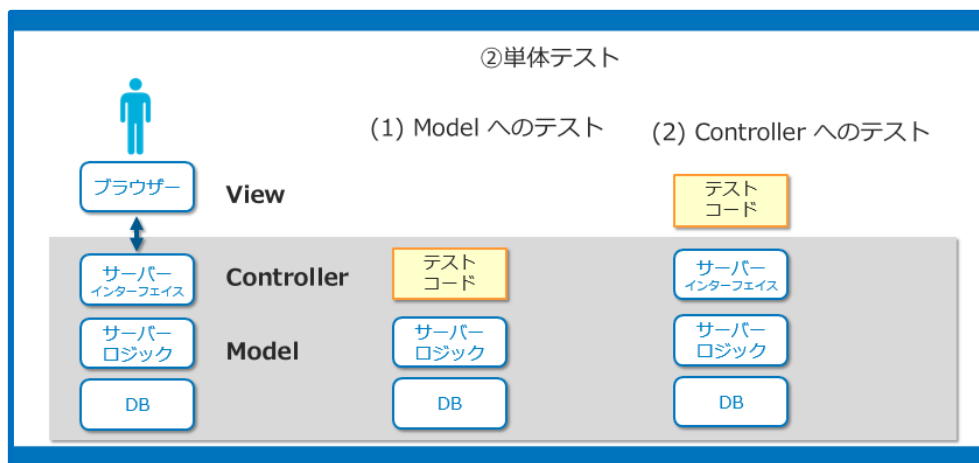 ②単体テスト
(1) Model へのテスト
(2) Controller へのテスト
ブラウザー
View
テスト
コード
サーバー
インターフェイス
Controller
テスト
コード
サーバー
インターフェイス
サーバー
ロジック
Model
サーバー
ロジック
サーバー
ロジック
DB
DB
DB